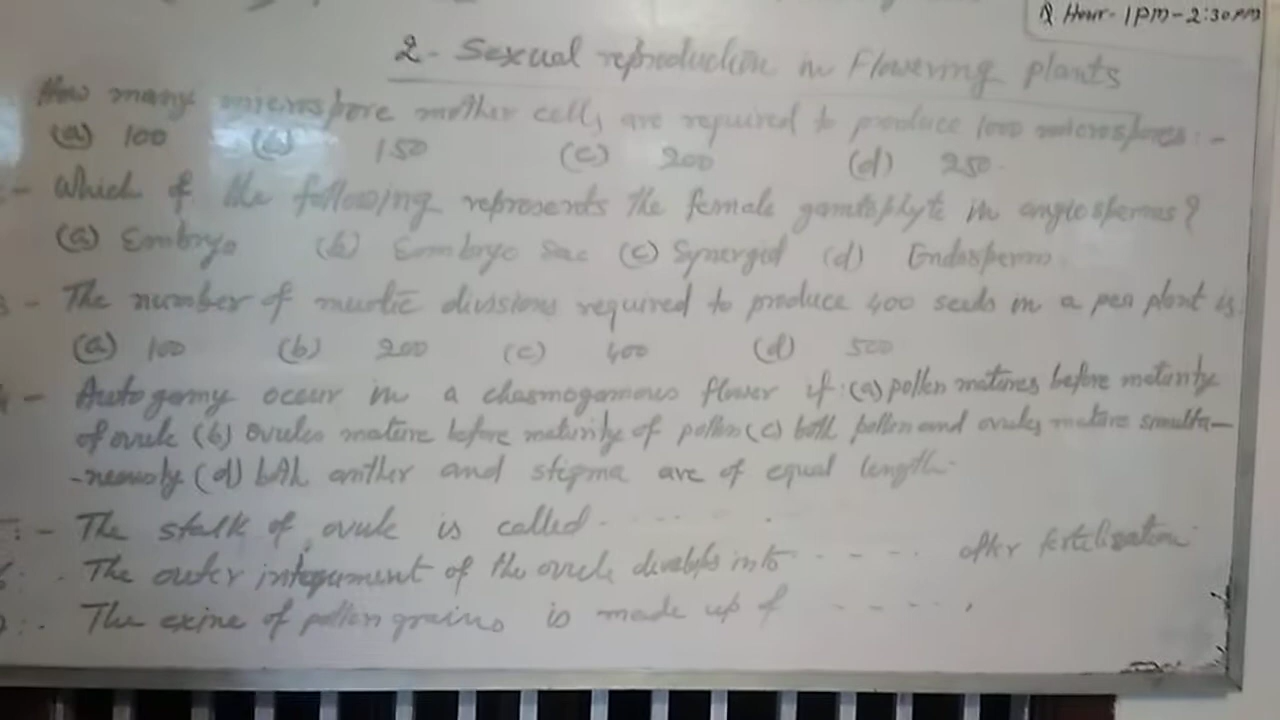 Hour - 1 PM - 2:30 PM
2 - Sexual reproduction in Flowering plants
How many microspore mother cells are required to produce 1000 microspores : -
(a) 100 (b) 150 (c) 200 (d) 250.
- Which of the following represents the female gametophyte in angiosperms?
(a) Embryo (b) Embryo Sac (c) Synergid (d) Endosperm
3 - The number of meiotic divisions required to produce 400 seeds in a pea plant is
(a) 100 (b) 200 (c) 400 (d) 500
4 - Autogamy occur in a chasmogamous flower if : (a) pollen matures before maturity
of ovule (b) Ovules mature before maturity of pollen (c) both pollen and ovules mature simulta-
-neously (d) both anther and stigma are of equal length.
:- The stalk of ovule is called - - - - -
The outer integument of the ovule develops into - - - - . after fertilization
:. The exine of pollen grains is made up of - - - - - .